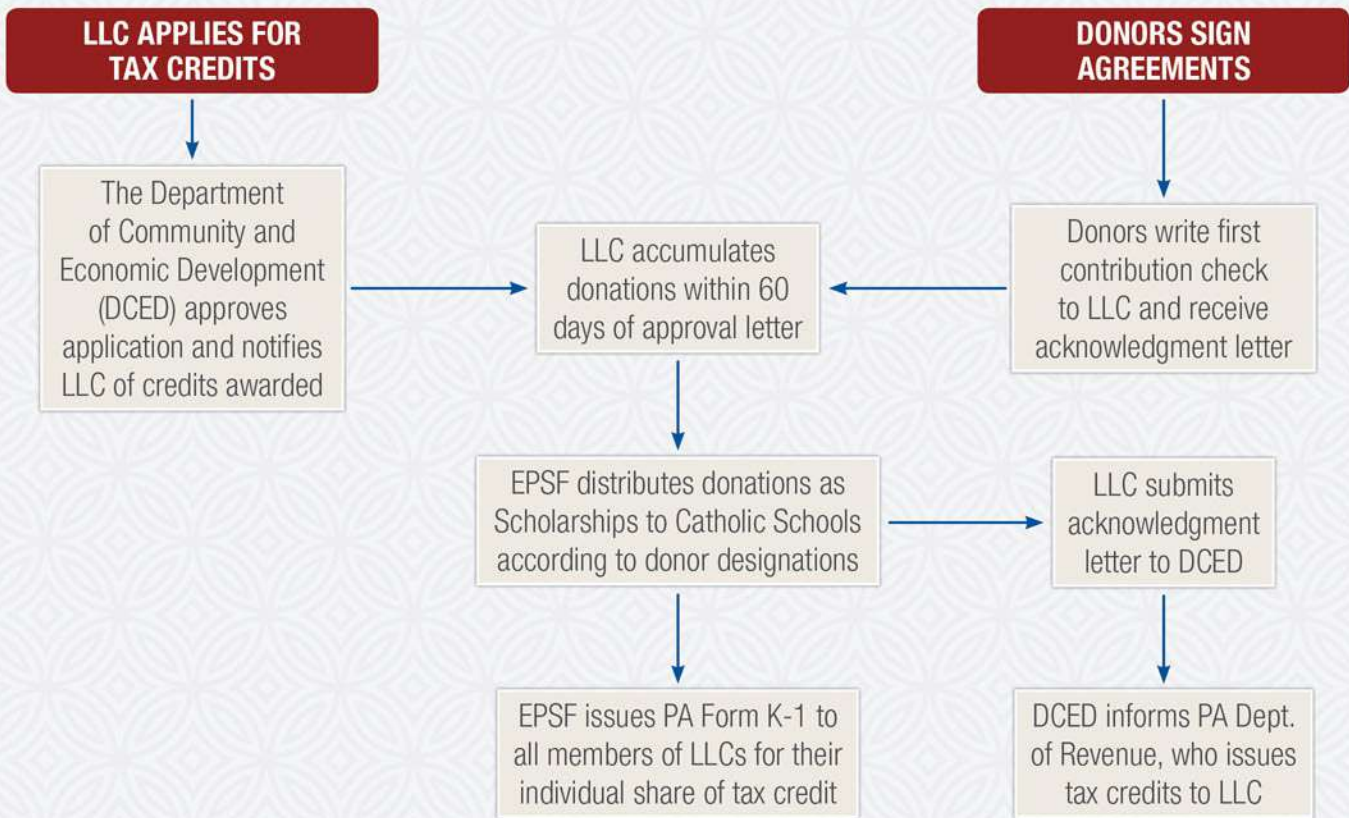 LLC APPLIES FOR
TAX CREDITS
DONORS SIGN
AGREEMENTS
The Department
of Community and
Economic Development
(DCED) approves
application and notifies
LLC of credits awarded
LLC accumulates
donations within 60
days of approval letter
Donors write first
contribution check
to LLC and receive
acknowledgment letter
EPSF distributes donations as
Scholarships to Catholic Schools
according to donor designations
LLC submits
acknowledgment
letter to DCED
EPSF issues PA Form K-1 to
all members of LLCs for their
individual share of tax credit
DCED informs PA Dept.
of Revenue, who issues
tax credits to LLC